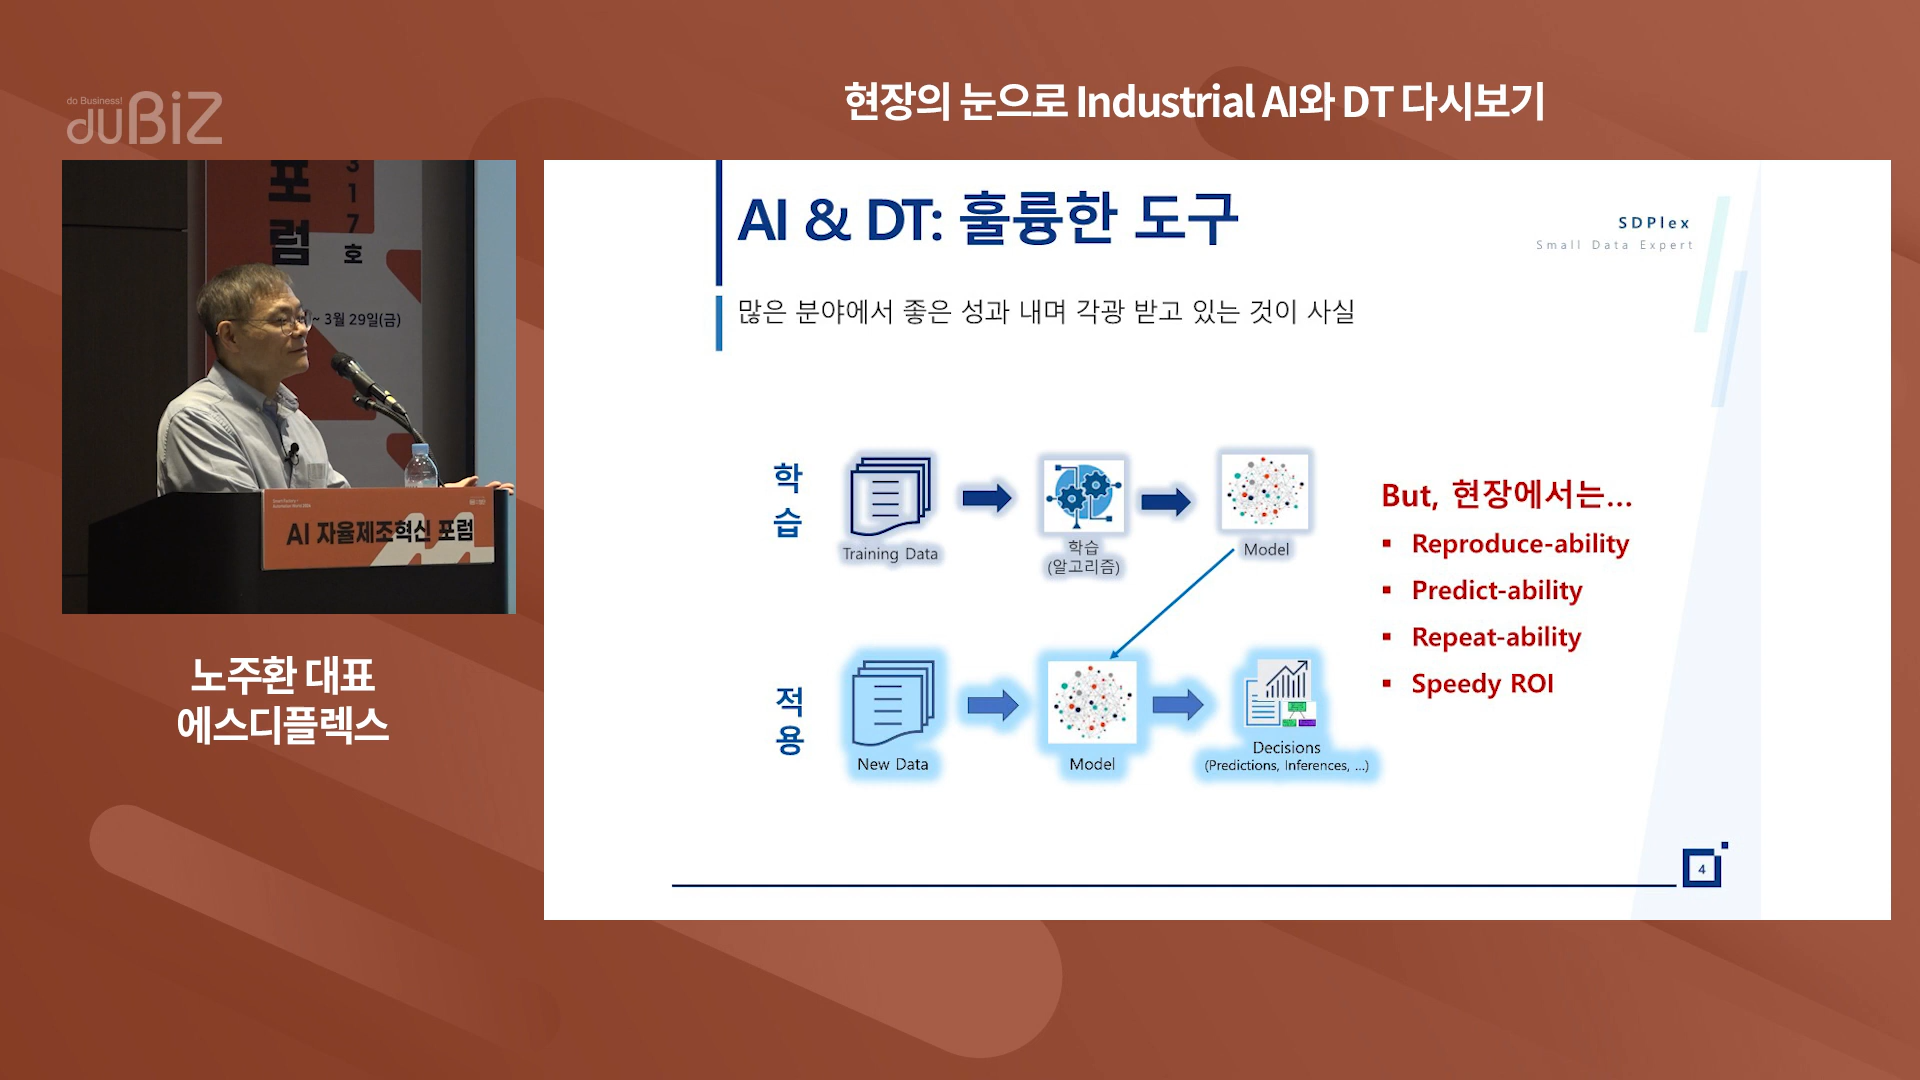 do Business!
duBiZ
현장의 눈으로 Industrial AI와 DT 다시보기
포럼
317호
~ 3월 29일(금)
AI 자율제조혁신 포럼
노주환 대표
에스디플렉스
AI & DT: 훌륭한 도구
SDPlex
Small Data Expert
많은 분야에서 좋은 성과 내며 각광 받고 있는 것이 사실
학습
Training Data
학습
(알고리즘)
Model
적용
New Data
Model
Decisions
(Predictions, Inferences, ...)
But, 현장에서는...
▪ Reproduce-ability
▪ Predict-ability
▪ Repeat-ability
▪ Speedy ROI
4